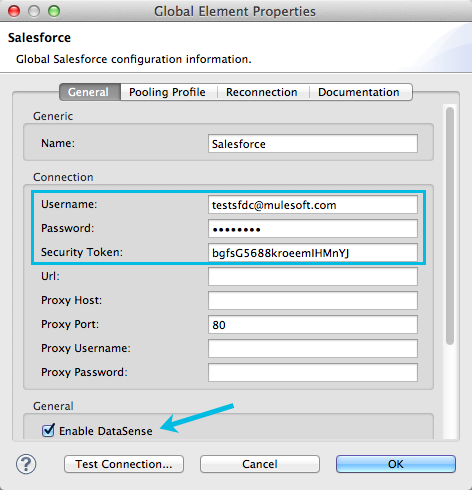 Global Element Properties
Salesforce
Global Salesforce configuration information.
General Pooling Profile Reconnection Documentation
Generic
Name: Salesforce
Connection
Username: testsfdc@mulesoft.com
Password: ••••••••
Security Token: bgfsG5688kroeemIHMnYJ
Url:
Proxy Host:
Proxy Port: 80
Proxy Username:
Proxy Password:
General
Enable DataSense
? Test Connection... Cancel OK